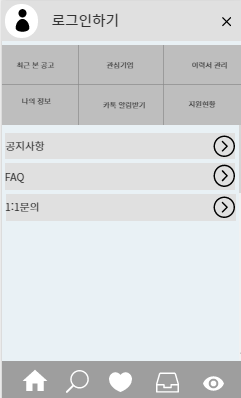 로그인하기
최근 본 공고 관심기업 이력서 관리
나의 정보 카톡 알림받기 지원현황
공지사항
FAQ
1:1문의